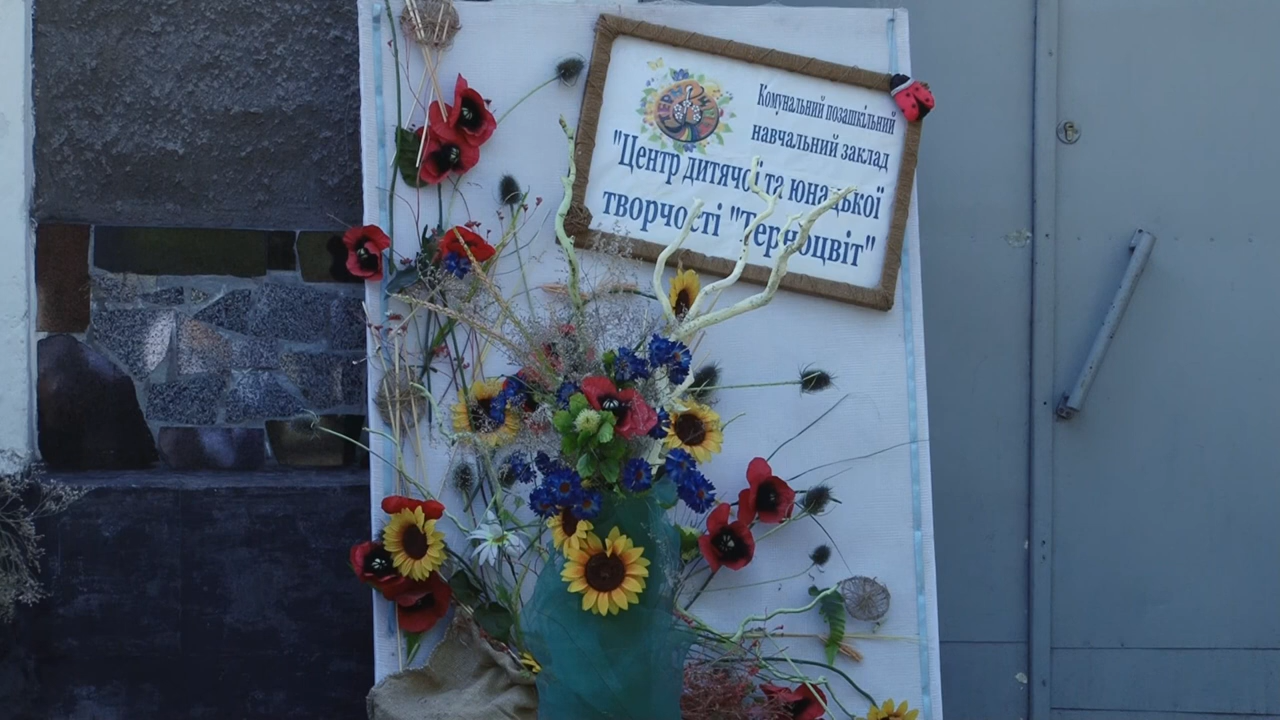 Комунальний позашкільний
навчальний заклад
"Центр дитячої та юнацької
творчості "Терноцвіт"